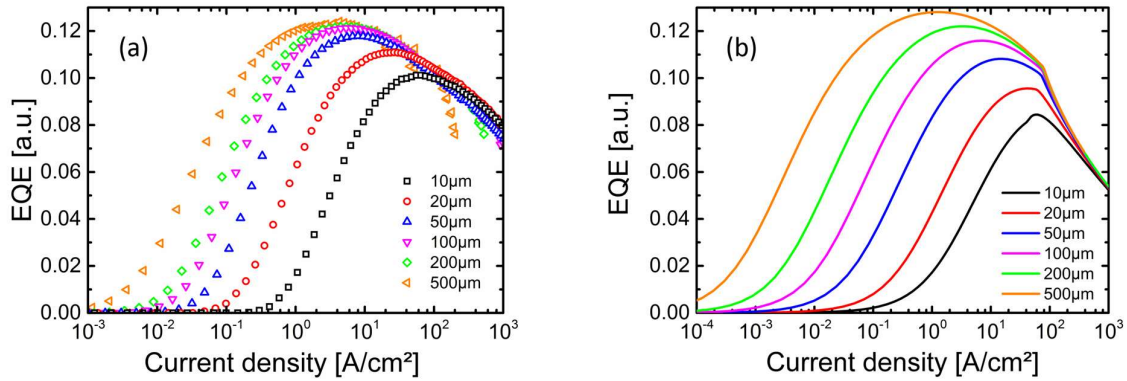 (a)
EQE [a.u.]
0.12
0.10
0.08
0.06
0.04
0.02
0.00
10μm
20μm
50μm
100μm
200μm
500μm
10⁻³ 10⁻² 10⁻¹ 10⁰ 10¹ 10² 10³
Current density [A/cm²]
(b)
EQE [a.u.]
0.12
0.10
0.08
0.06
0.04
0.02
0.00
10μm
20μm
50μm
100μm
200μm
500μm
10⁻⁴ 10⁻³ 10⁻² 10⁻¹ 10⁰ 10¹ 10² 10³
Current density [A/cm²]